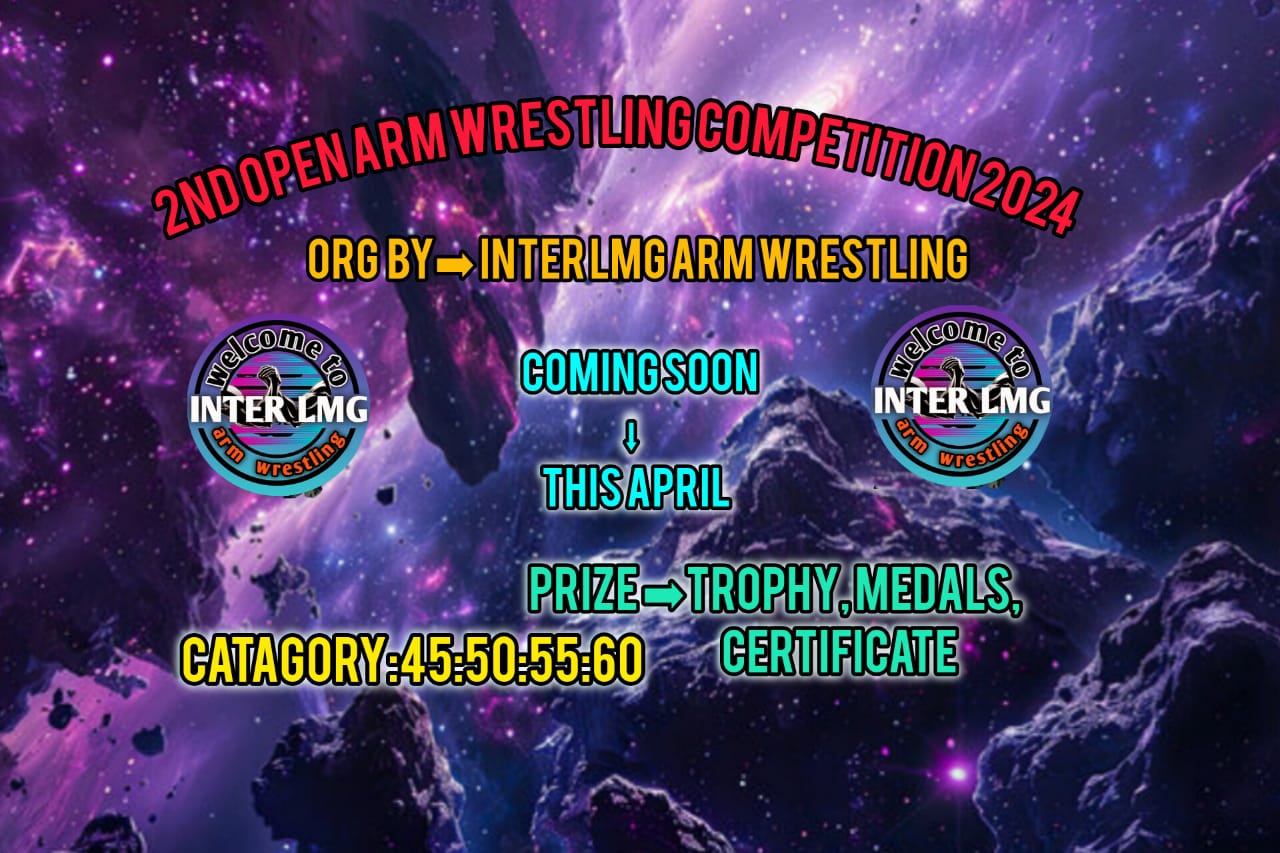 2ND OPEN ARM WRESTLING COMPETITION 2024
ORG BY ➡ INTER LMG ARM WRESTLING
welcome to
INTER LMG
arm wrestling
COMING SOON
↓
THIS APRIL
welcome to
INTER LMG
arm wrestling
PRIZE ➡ TROPHY, MEDALS,
CERTIFICATE
CATAGORY:45:50:55:60